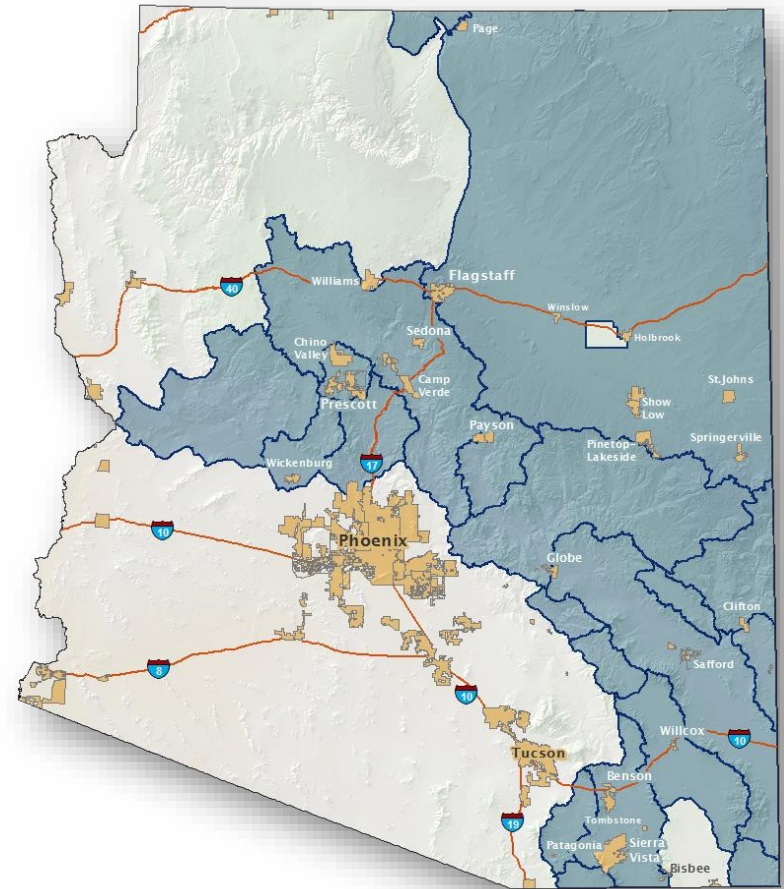 Page
Flagstaff
Williams
40
Winslow
Holbrook
Sedona
Chino
Valley
Camp
Verde
Prescott
St.Johns
Show
Low
Payson
Pinetop-
Lakeside
Springerville
Wickenburg
17
10
Phoenix
Globe
Clifton
Safford
8
10
Willcox
10
Tucson
Benson
Tombstone
19
Patagonia
Sierra
Vista
Bisbee